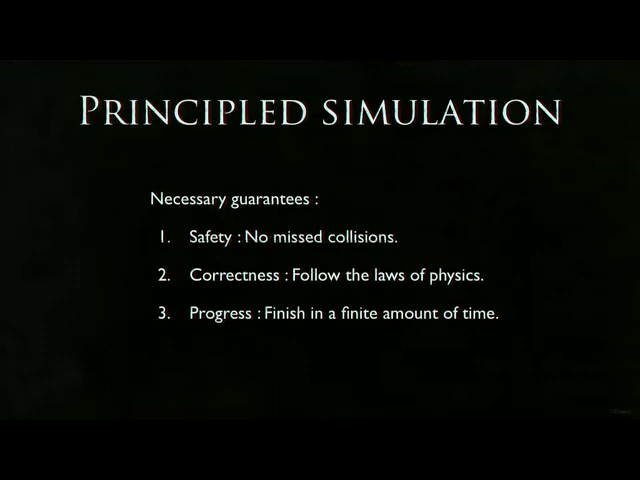 Principled simulation
Necessary guarantees :
1. Safety : No missed collisions.
2. Correctness : Follow the laws of physics.
3. Progress : Finish in a finite amount of time.